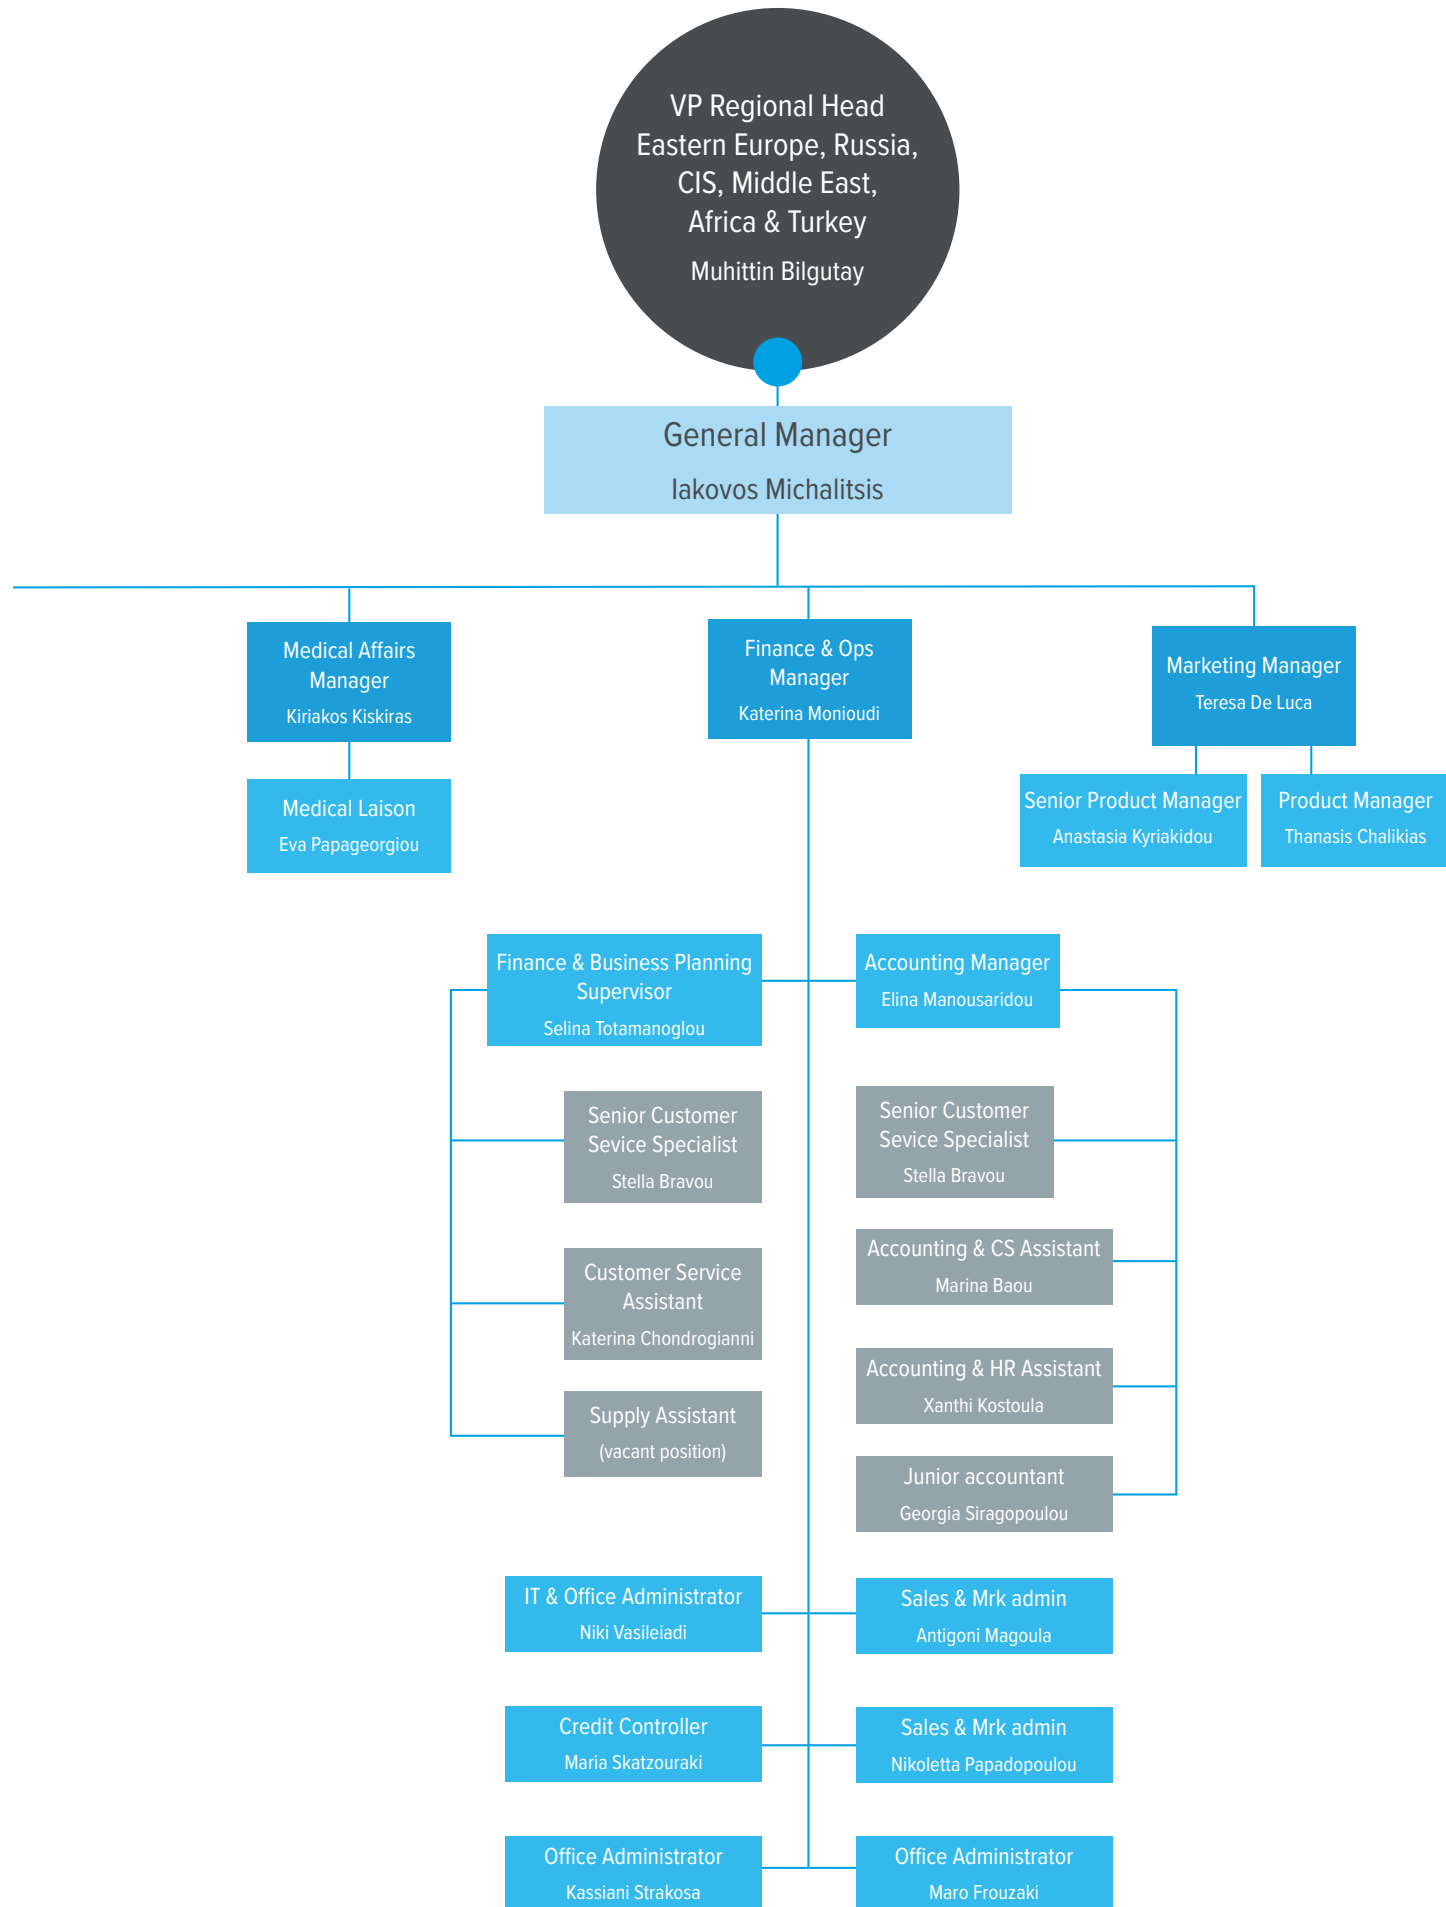 VP Regional Head
Eastern Europe, Russia,
CIS, Middle East,
Africa & Turkey
Muhittin Bilgutay
General Manager
Iakovos Michalitsis
Medical Affairs
Manager
Kiriakos Kiskiras
Finance & Ops
Manager
Katerina Monioudi
Marketing Manager
Teresa De Luca
Medical Laison
Eva Papageorgiou
Senior Product Manager
Anastasia Kyriakidou
Product Manager
Thanasis Chalikias
Finance & Business Planning
Supervisor
Selina Totamanoglou
Accounting Manager
Elina Manousaridou
Senior Customer
Sevice Specialist
Stella Bravou
Senior Customer
Sevice Specialist
Stella Bravou
Customer Service
Assistant
Katerina Chondrogianni
Accounting & CS Assistant
Marina Baou
Supply Assistant
(vacant position)
Accounting & HR Assistant
Xanthi Kostoula
Junior accountant
Georgia Siragopoulou
IT & Office Administrator
Niki Vasileiadi
Sales & Mrk admin
Antigoni Magoula
Credit Controller
Maria Skatzouraki
Sales & Mrk admin
Nikoletta Papadopoulou
Office Administrator
Kassiani Strakosa
Office Administrator
Maro Frouzaki